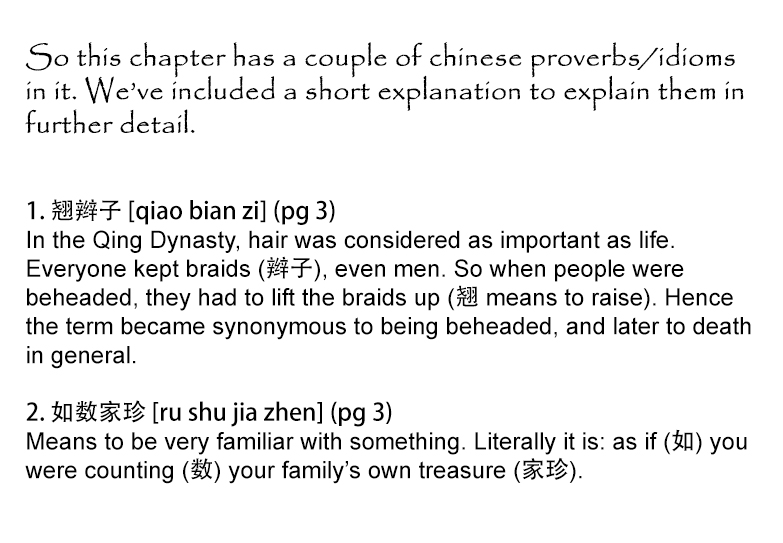 So this chapter has a couple of chinese proverbs/idioms
in it. We've included a short explanation to explain them in
further detail.
1. 翘辫子 [qiao bian zi] (pg 3)
In the Qing Dynasty, hair was considered as important as life.
Everyone kept braids (辫子), even men. So when people were
beheaded, they had to lift the braids up (翘 means to raise). Hence
the term became synonymous to being beheaded, and later to death
in general.
2. 如数家珍 [ru shu jia zhen] (pg 3)
Means to be very familiar with something. Literally it is: as if (如) you
were counting (数) your family's own treasure (家珍).